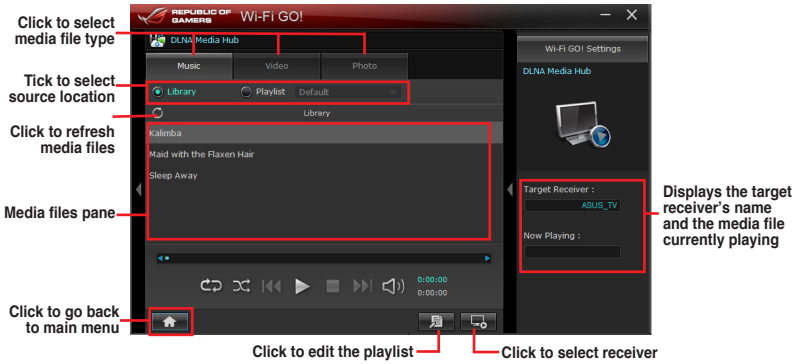 REPUBLIC OF GAMERS Wi-Fi GO!
Click to select media file type
DLNA Media Hub
Music Video Photo
Tick to select source location
Library Playlist Default
Library
Click to refresh media files
Kalimba
Maid with the Flaxen Hair
Sleep Away
Media files pane
0:00:00
0:00:00
Click to go back to main menu
Click to edit the playlist
Click to select receiver
Wi-Fi GO! Settings
DLNA Media Hub
Target Receiver :
ASUS_TV
Now Playing :
Displays the target receiver's name and the media file currently playing